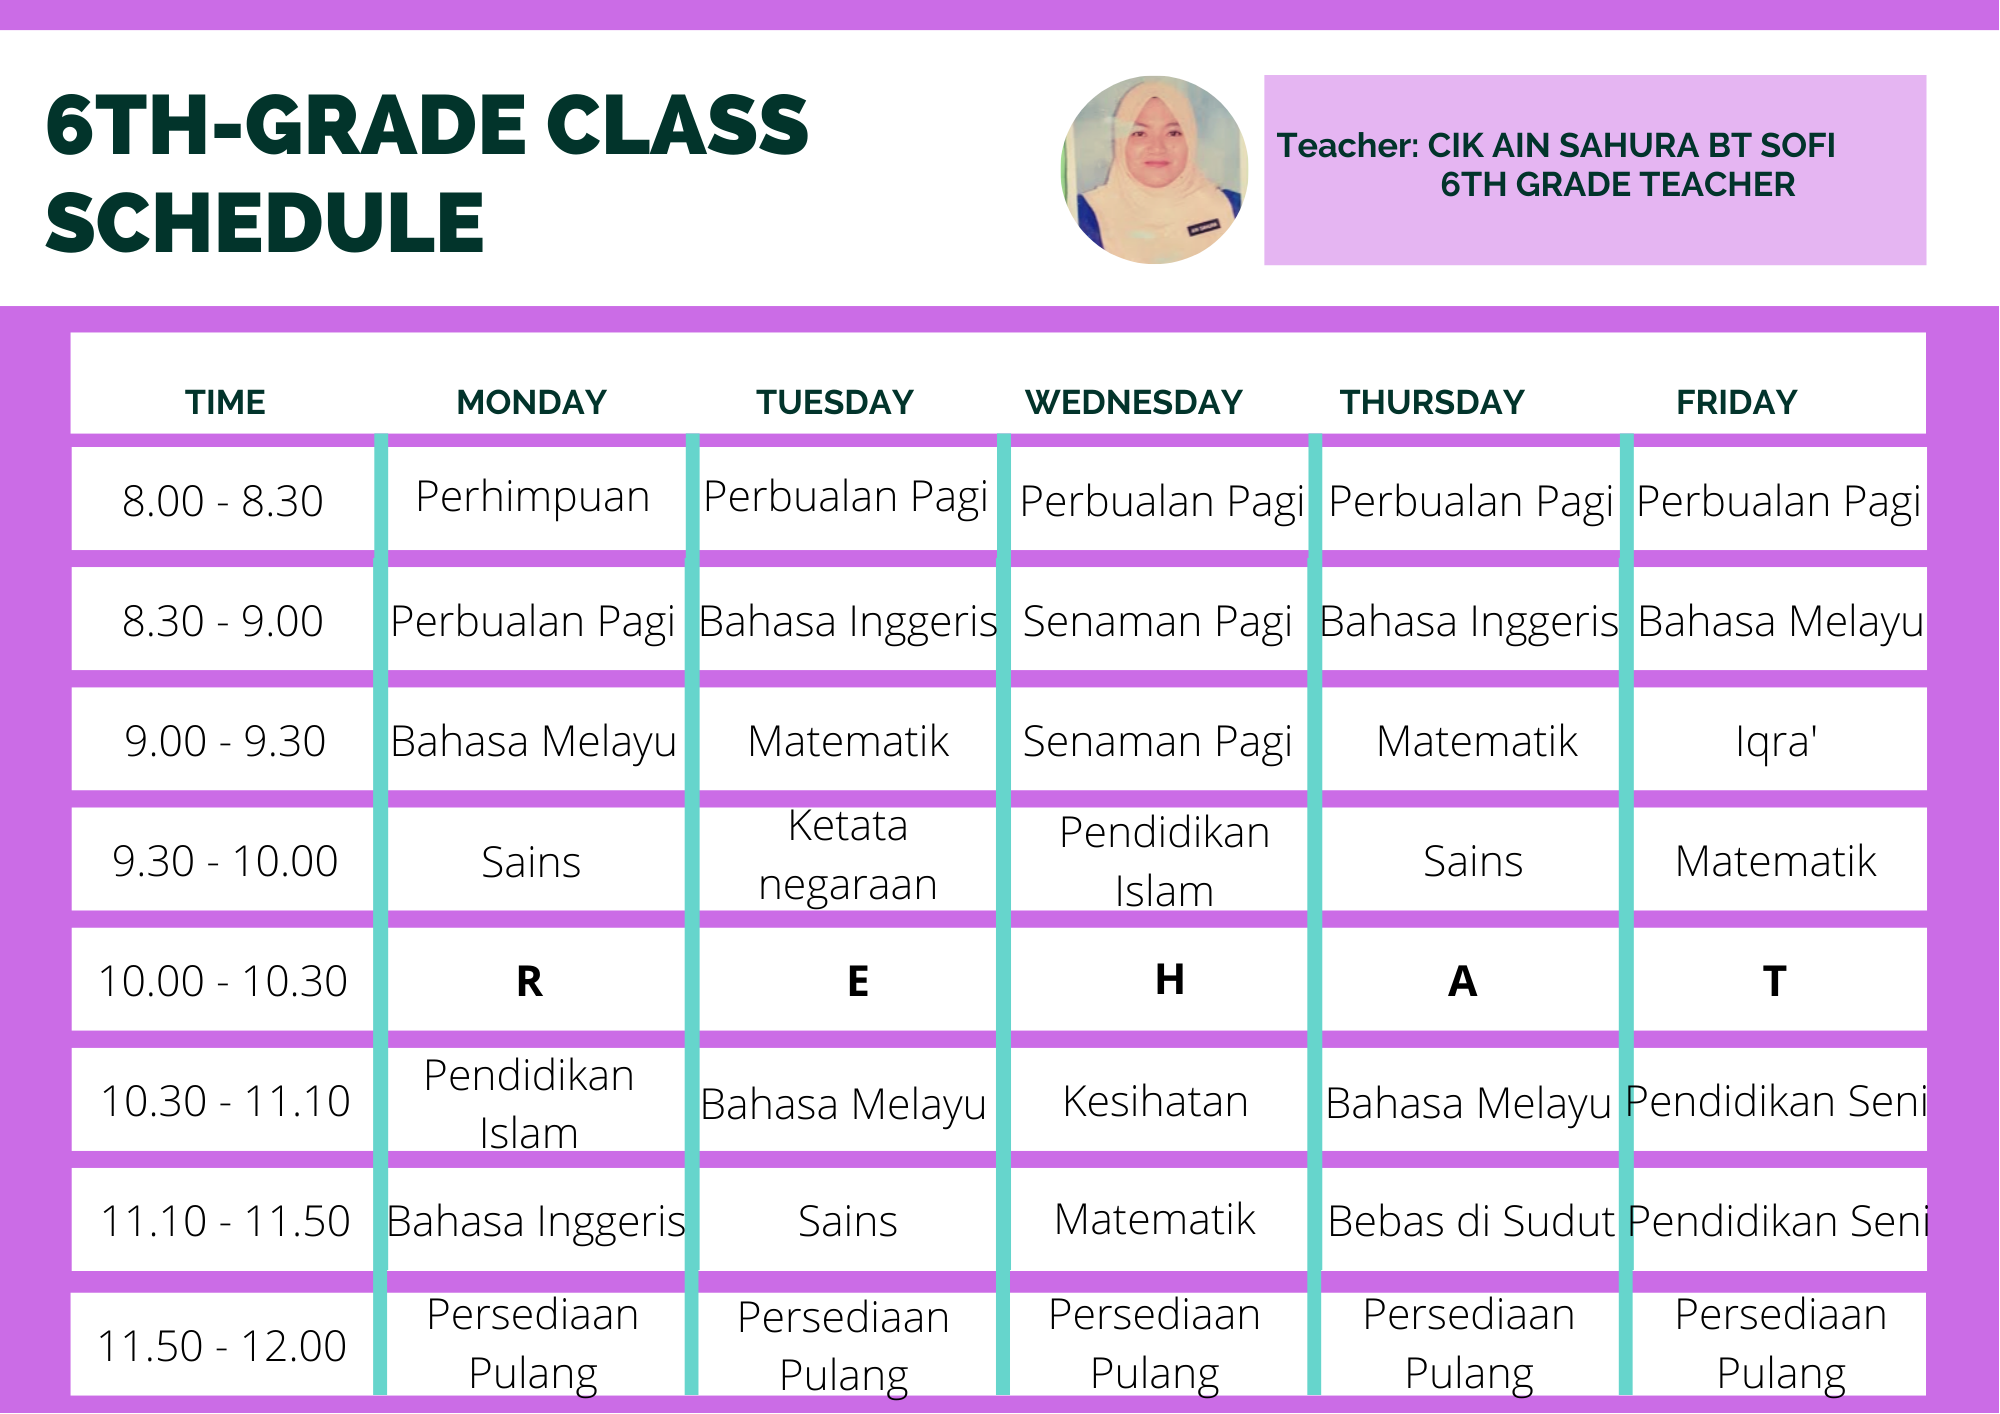 6TH-GRADE CLASS
SCHEDULE
Teacher: CIK AIN SAHURA BT SOFI
6TH GRADE TEACHER
AIN SAHURA
TIME MONDAY TUESDAY WEDNESDAY THURSDAY FRIDAY
8.00 - 8.30 Perhimpuan Perbualan Pagi Perbualan Pagi Perbualan Pagi Perbualan Pagi
8.30 - 9.00 Perbualan Pagi Bahasa Inggeris Senaman Pagi Bahasa Inggeris Bahasa Melayu
9.00 - 9.30 Bahasa Melayu Matematik Senaman Pagi Matematik Iqra'
9.30 - 10.00 Sains Ketata
negaraan Pendidikan
Islam Sains Matematik
10.00 - 10.30 R E H A T
10.30 - 11.10 Pendidikan
Islam Bahasa Melayu Kesihatan Bahasa Melayu Pendidikan Seni
11.10 - 11.50 Bahasa Inggeris Sains Matematik Bebas di Sudut Pendidikan Seni
11.50 - 12.00 Persediaan
Pulang Persediaan
Pulang Persediaan
Pulang Persediaan
Pulang Persediaan
Pulang